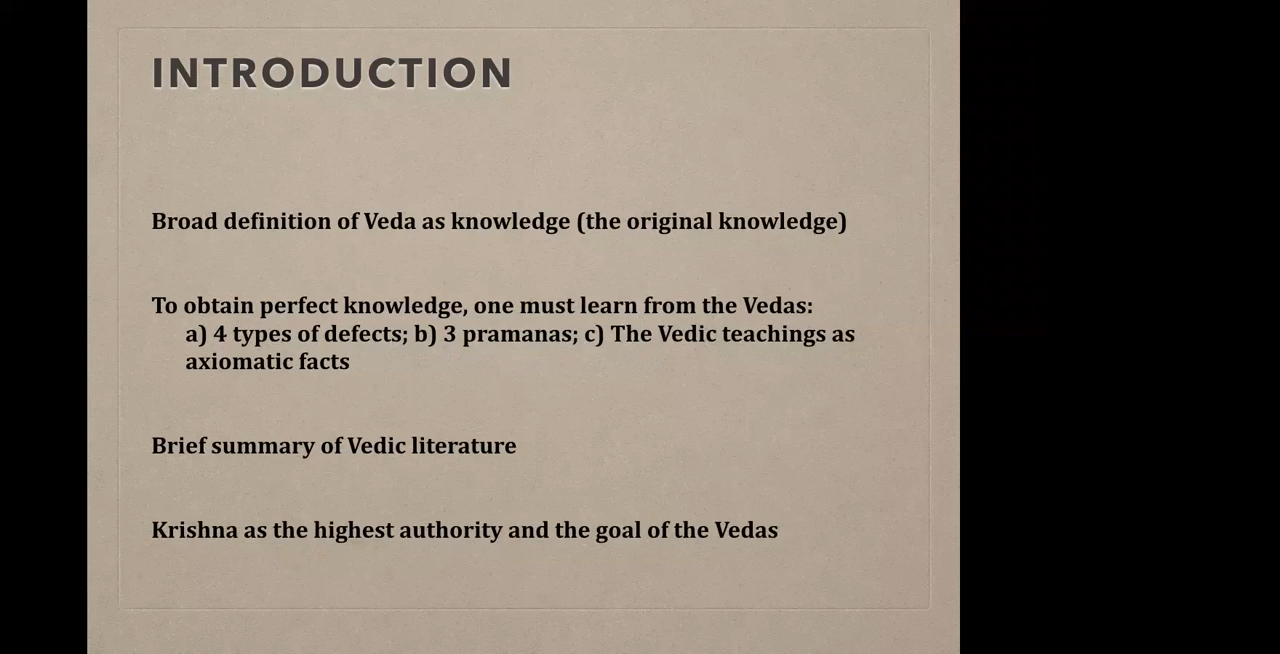 INTRODUCTION
Broad definition of Veda as knowledge (the original knowledge)
To obtain perfect knowledge, one must learn from the Vedas:
a) 4 types of defects; b) 3 pramanas; c) The Vedic teachings as
axiomatic facts
Brief summary of Vedic literature
Krishna as the highest authority and the goal of the Vedas